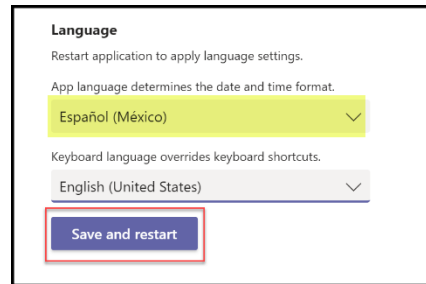 Language
Restart application to apply language settings.
App language determines the date and time format.
Español (México)
Keyboard language overrides keyboard shortcuts.
English (United States)
Save and restart